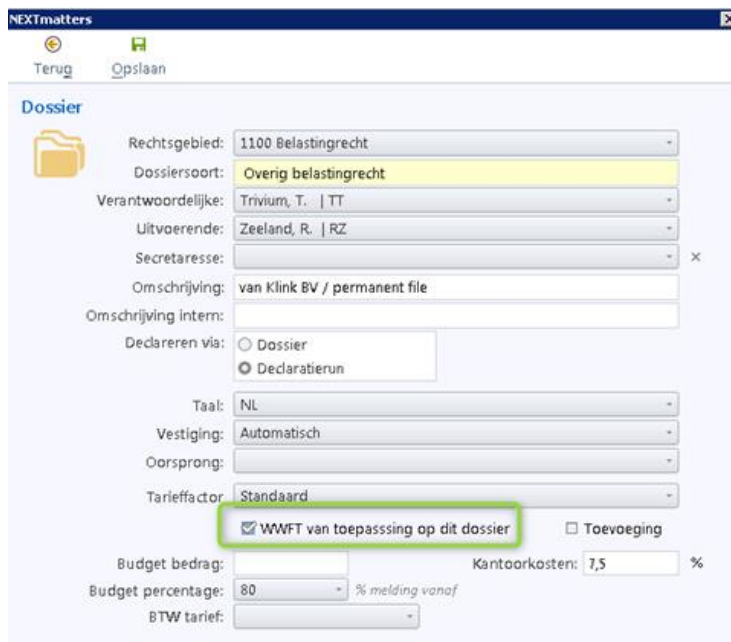 NEXTmatters
Terug Opslaan
Dossier
Rechtsgebied: 1100 Belastingrecht
Dossiersoort: Overig belastingrecht
Verantwoordelijke: Trivium, T. | TT
Uitvoerende: Zeeland, R. | RZ
Secretaresse:
Omschrijving: van Klink BV / permanent file
Omschrijving intern:
Declareren via: Dossier
Declaratierun
Taal: NL
Vestiging: Automatisch
Oorsprong:
Tarieffactor Standaard
WWFT van toepasssing op dit dossier Toevoeging
Budget bedrag: Kantoorkosten: 7,5 %
Budget percentage: 80 % melding vanaf
BTW tarief: